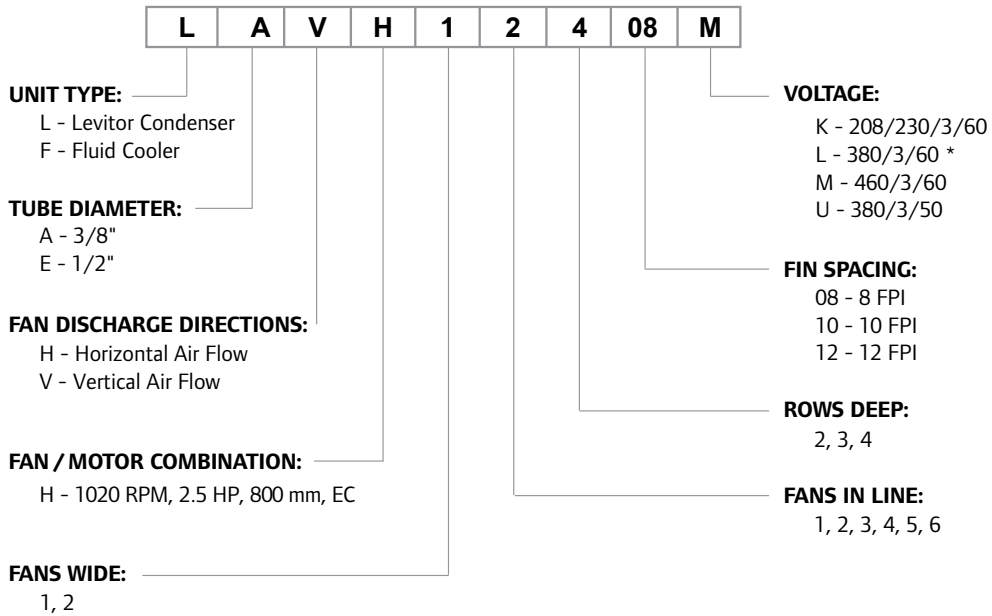 L A V H 1 2 4 08 M
UNIT TYPE:
L - Levitor Condenser
F - Fluid Cooler
TUBE DIAMETER:
A - 3/8"
E - 1/2"
FAN DISCHARGE DIRECTIONS:
H - Horizontal Air Flow
V - Vertical Air Flow
FAN / MOTOR COMBINATION:
H - 1020 RPM, 2.5 HP, 800 mm, EC
FANS WIDE:
1, 2
VOLTAGE:
K - 208/230/3/60
L - 380/3/60 *
M - 460/3/60
U - 380/3/50
FIN SPACING:
08 - 8 FPI
10 - 10 FPI
12 - 12 FPI
ROWS DEEP:
2, 3, 4
FANS IN LINE:
1, 2, 3, 4, 5, 6